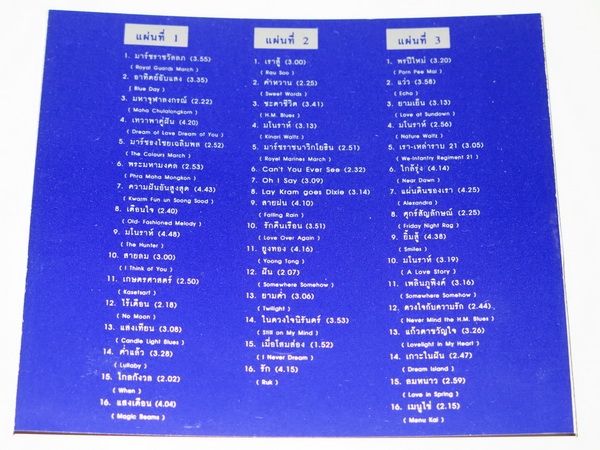 แผ่นที่ 1
1. มาร์ชราชวัลลภ (3.55)
( Royal Guards March )
2. อาทิตย์อับแสง (3.35)
( Blue Day )
3. มหาจุฬาลงกรณ์ (2.22)
( Maha Chulalongkorn )
4. เทวาพาคู่ฝัน (4.20)
( Dream of Love Dream of You )
5. มาร์ชธงไชยเฉลิมพล (2.52)
( The Colours March )
6. พระมหามงคล (2.53)
( Phra Maha Mongkon )
7. ความฝันอันสูงสุด (4.43)
( Kwam Fun un Soong Sood )
8. เตือนใจ (2.40)
( Old- Fashioned Melody )
9. มโนราห์ (4.48)
( The Hunter )
10. สายลม (3.00)
( I Think of You )
11. เกษตรศาสตร์ (2.50)
( Kasetsart )
12. ไร้เดือน (2.18)
( No Moon )
13. แสงเทียน (3.08)
( Candle Light Blues )
14. ค่ำแล้ว (3.28)
( Lullaby )
15. ไกลกังวล (2.02)
( When )
16. แสงเดือน (4.04)
( Magic Beams )
แผ่นที่ 2
1. เราสู้ (3.00)
( Rau Soo )
2. คำหวาน (2.25)
( Sweet Words )
3. ชะตาชีวิต (3.41)
( H.M. Blues )
4. มโนราห์ (3.13)
( Kinari Waltz )
5. มาร์ชราชนาวิกโยธิน (2.51)
( Royal Marines March )
6. Can't You Ever See (2.32)
7. Oh I Say (3.09)
8. Lay Kram goes Dixie (3.14)
9. สายฝน (4.10)
( Falling Rain )
10. รักคืนเรือน (3.51)
( Love Over Again )
11. ยูงทอง (4.16)
( Yoong Tong )
12. ฝัน (2.07)
( Somewhere Somehow )
13. ยามค่ำ (3.06)
( Twilight )
14. ในดวงใจนิรันดร์ (3.53)
( Still on My Mind )
15. เมื่อโสมส่อง (1.52)
( I Never Dream )
16. รัก (4.15)
( Ruk )
แผ่นที่ 3
1. พรปีใหม่ (3.20)
( Porn Pee Mai )
2. แว่ว (3.58)
( Echo )
3. ยามเย็น (3.13)
( Love at Sundown )
4. มโนราห์ (2.56)
( Nature Waltz )
5. เรา-เหล่าราบ 21 (3.05)
( We-Infantry Regiment 21 )
6. ใกล้รุ่ง (4.14)
( Near Dawn )
7. แผ่นดินของเรา (4.25)
( Alexandra )
8. ศุกร์สัญลักษณ์ (2.25)
( Friday Night Rag )
9. ยิ้มสู้ (4.38)
( Smiles )
10. มโนราห์ (3.19)
( A Love Story )
11. เพลินภูพิงค์ (3.16)
( Somewhere Somehow )
12. ดวงใจกับความรัก (2.44)
( Never Mind the H.M. Blues )
13. แก้วตาขวัญใจ (3.26)
( Lovelight in My Heart )
14. เกาะในฝัน (2.47)
( Dream Island )
15. ลมหนาว (2.59)
( Love in Spring )
16. เมนูไข่ (2.15)
( Menu Kai )